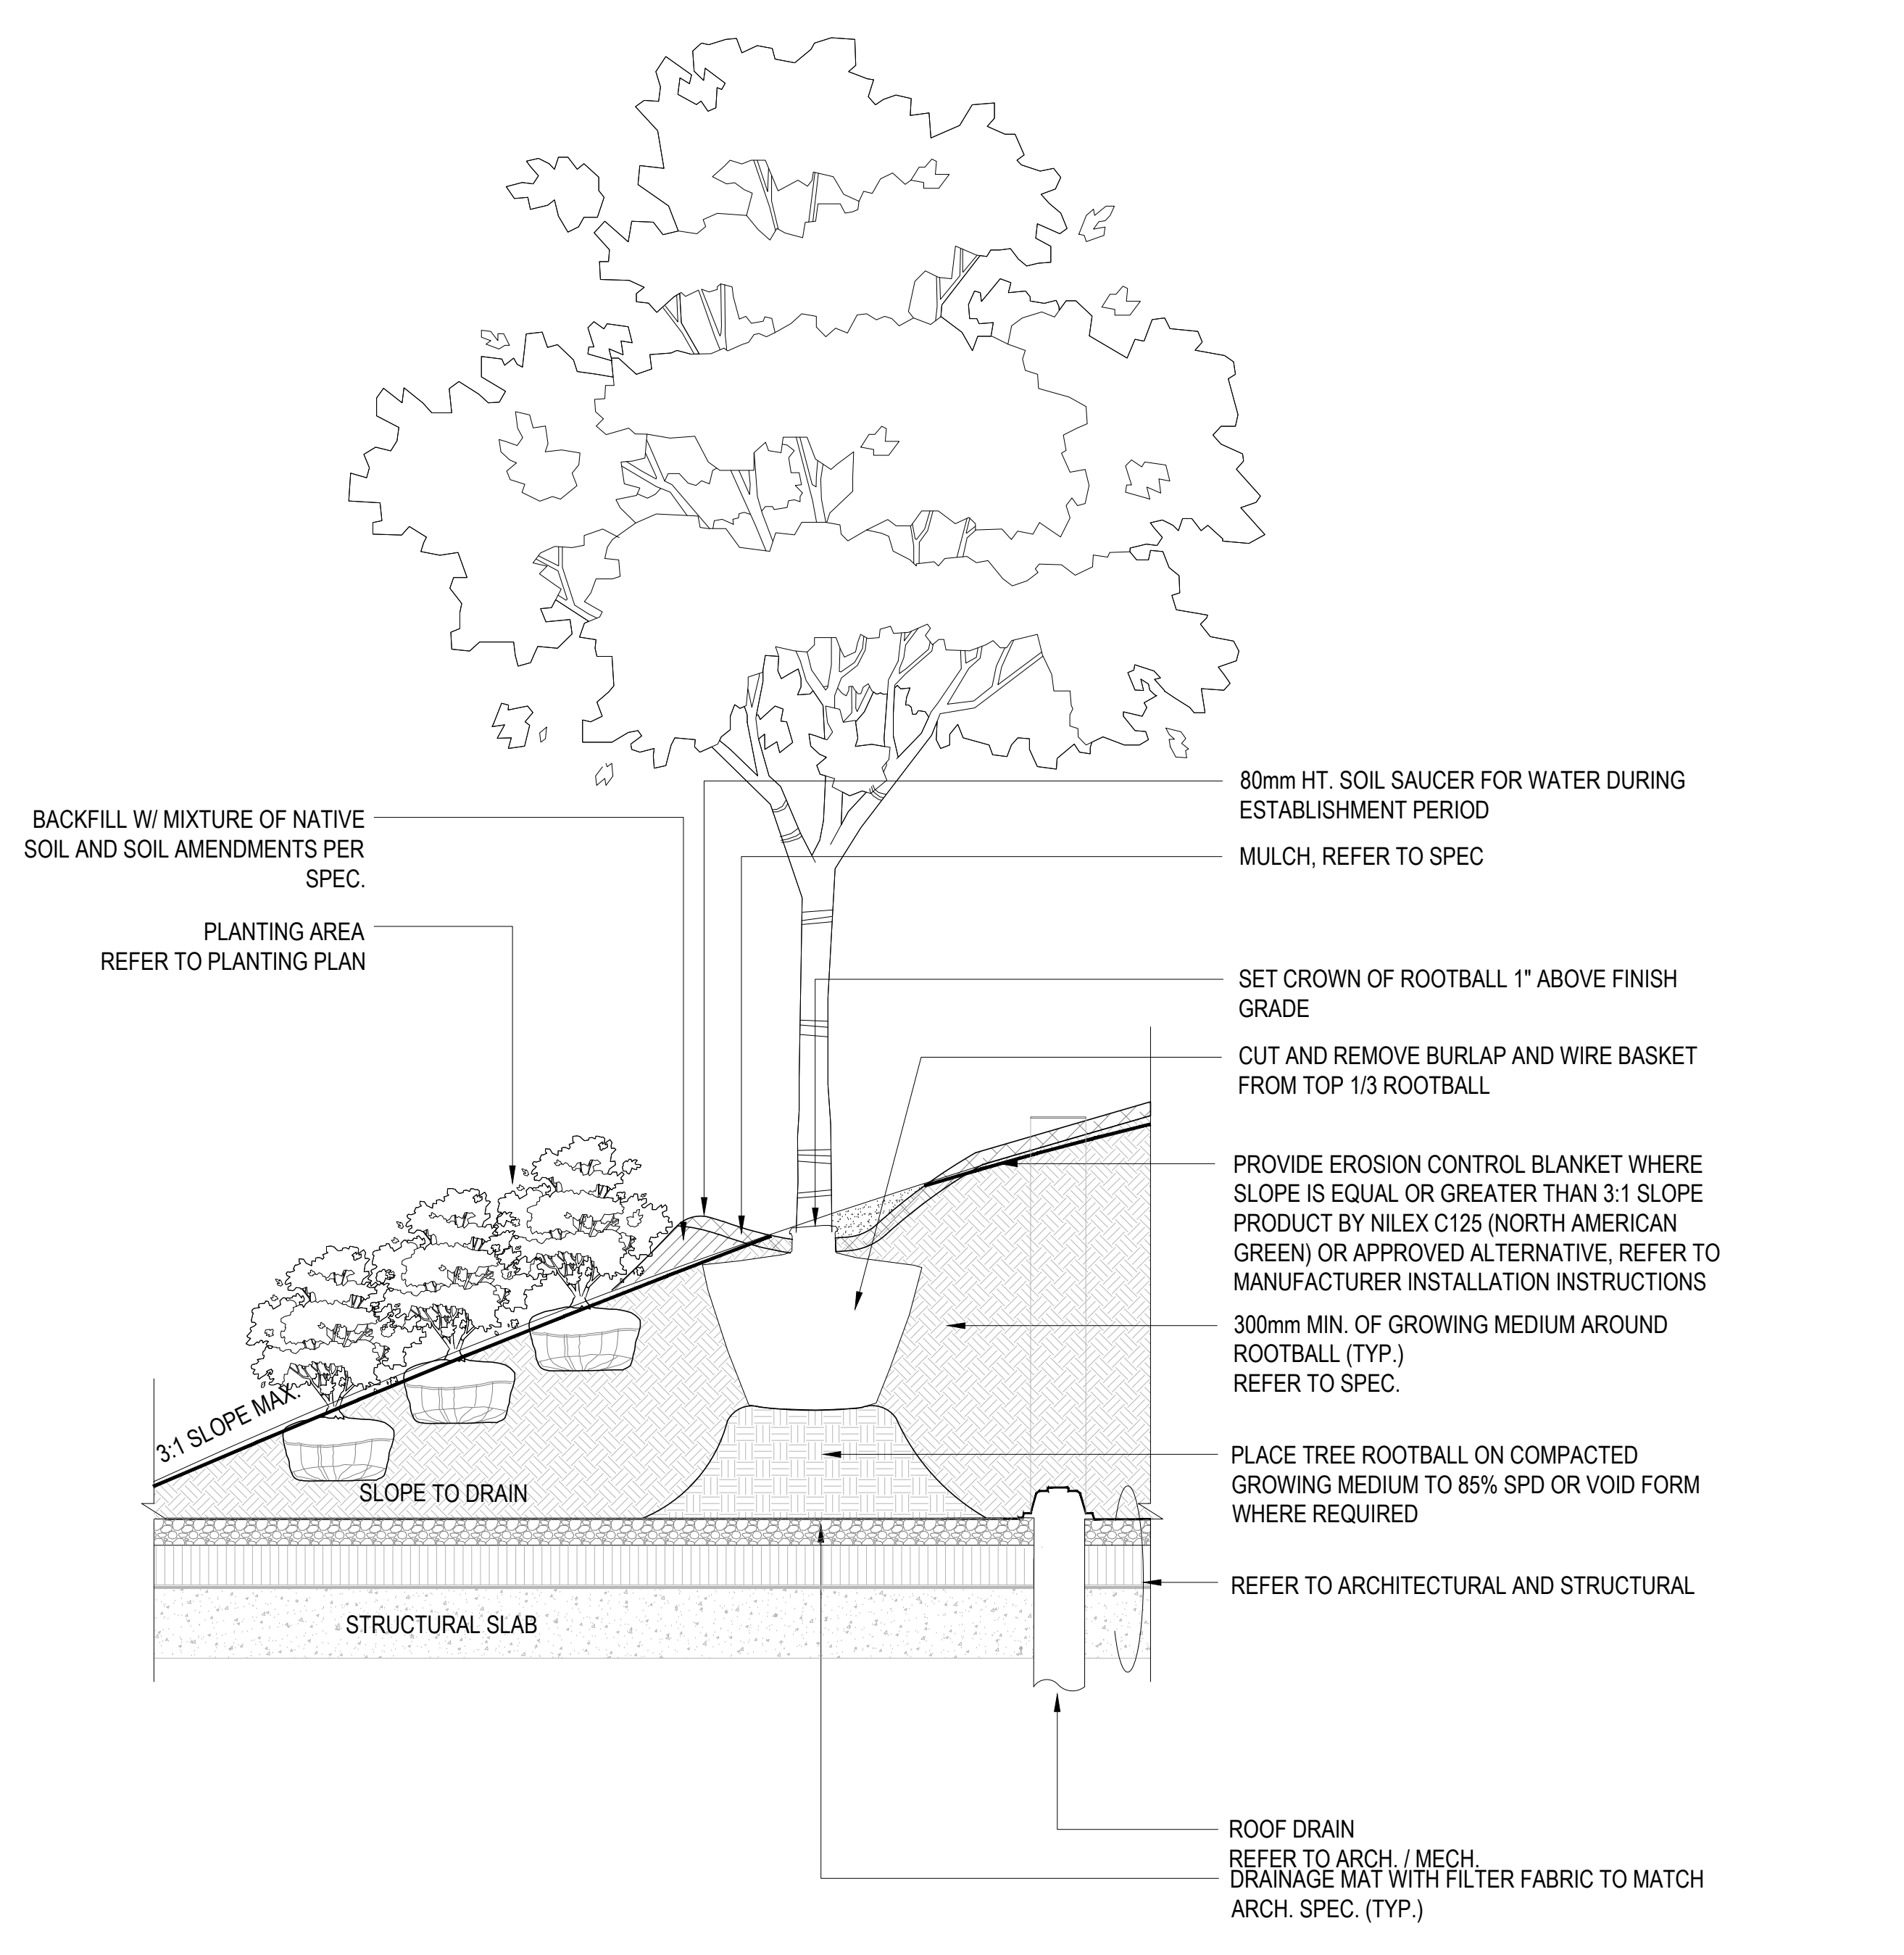 80mm HT. SOIL SAUCER FOR WATER DURING
ESTABLISHMENT PERIOD
BACKFILL W/ MIXTURE OF NATIVE
SOIL AND SOIL AMENDMENTS PER
SPEC.
MULCH, REFER TO SPEC
PLANTING AREA
REFER TO PLANTING PLAN
SET CROWN OF ROOTBALL 1" ABOVE FINISH
GRADE
CUT AND REMOVE BURLAP AND WIRE BASKET
FROM TOP 1/3 ROOTBALL
PROVIDE EROSION CONTROL BLANKET WHERE
SLOPE IS EQUAL OR GREATER THAN 3:1 SLOPE
PRODUCT BY NILEX C125 (NORTH AMERICAN
GREEN) OR APPROVED ALTERNATIVE, REFER TO
MANUFACTURER INSTALLATION INSTRUCTIONS
300mm MIN. OF GROWING MEDIUM AROUND
ROOTBALL (TYP.)
REFER TO SPEC.
3:1 SLOPE MAX.
SLOPE TO DRAIN
PLACE TREE ROOTBALL ON COMPACTED
GROWING MEDIUM TO 85% SPD OR VOID FORM
WHERE REQUIRED
REFER TO ARCHITECTURAL AND STRUCTURAL
STRUCTURAL SLAB
ROOF DRAIN
REFER TO ARCH. / MECH.
DRAINAGE MAT WITH FILTER FABRIC TO MATCH
ARCH. SPEC. (TYP.)